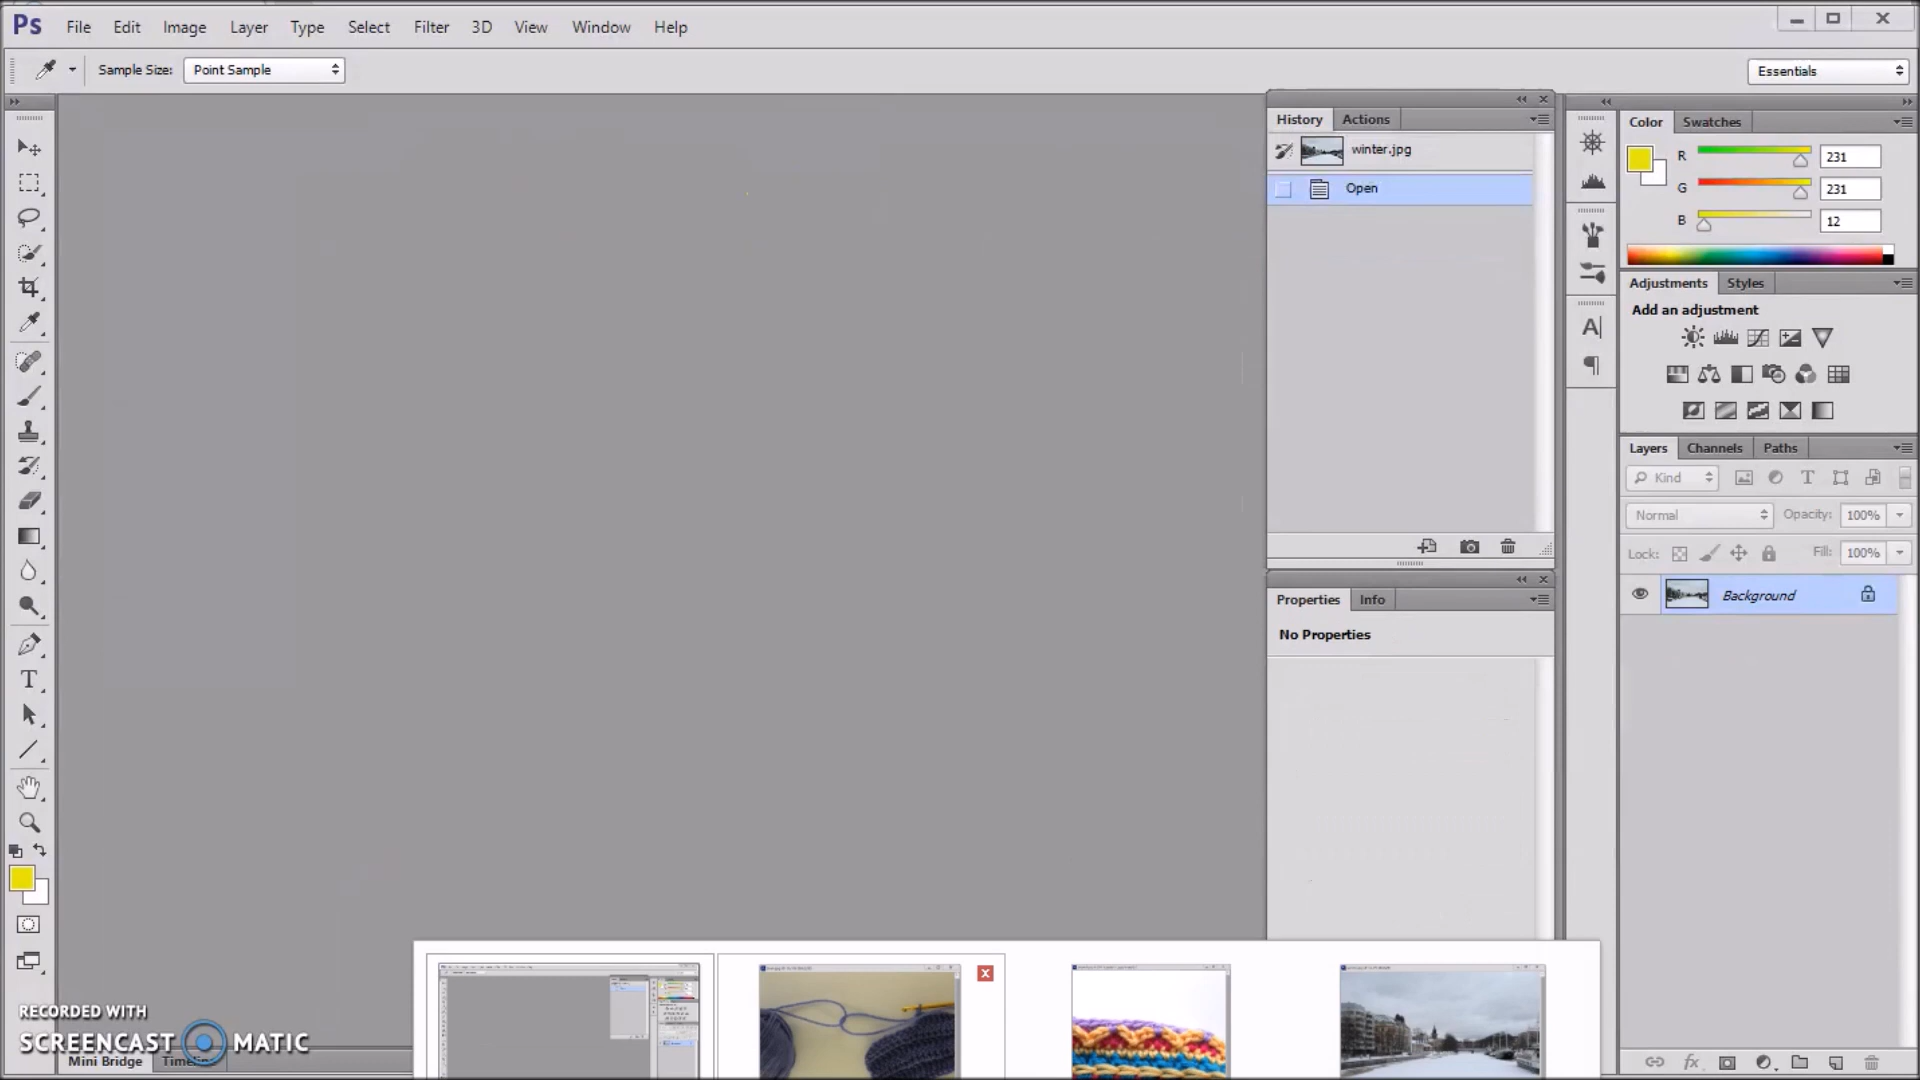 Ps File Edit Image Layer Type Select Filter 3D View Window Help
Sample Size: Point Sample
Essentials
History Actions
winter.jpg
Open
Properties Info
No Properties
Color Swatches
R 231
G 231
B 12
Adjustments Styles
Add an adjustment
Layers Channels Paths
Kind
Normal Opacity: 100%
Lock: Fill: 100%
Background
RECORDED WITH
SCREENCAST MATIC
Mini Bridge